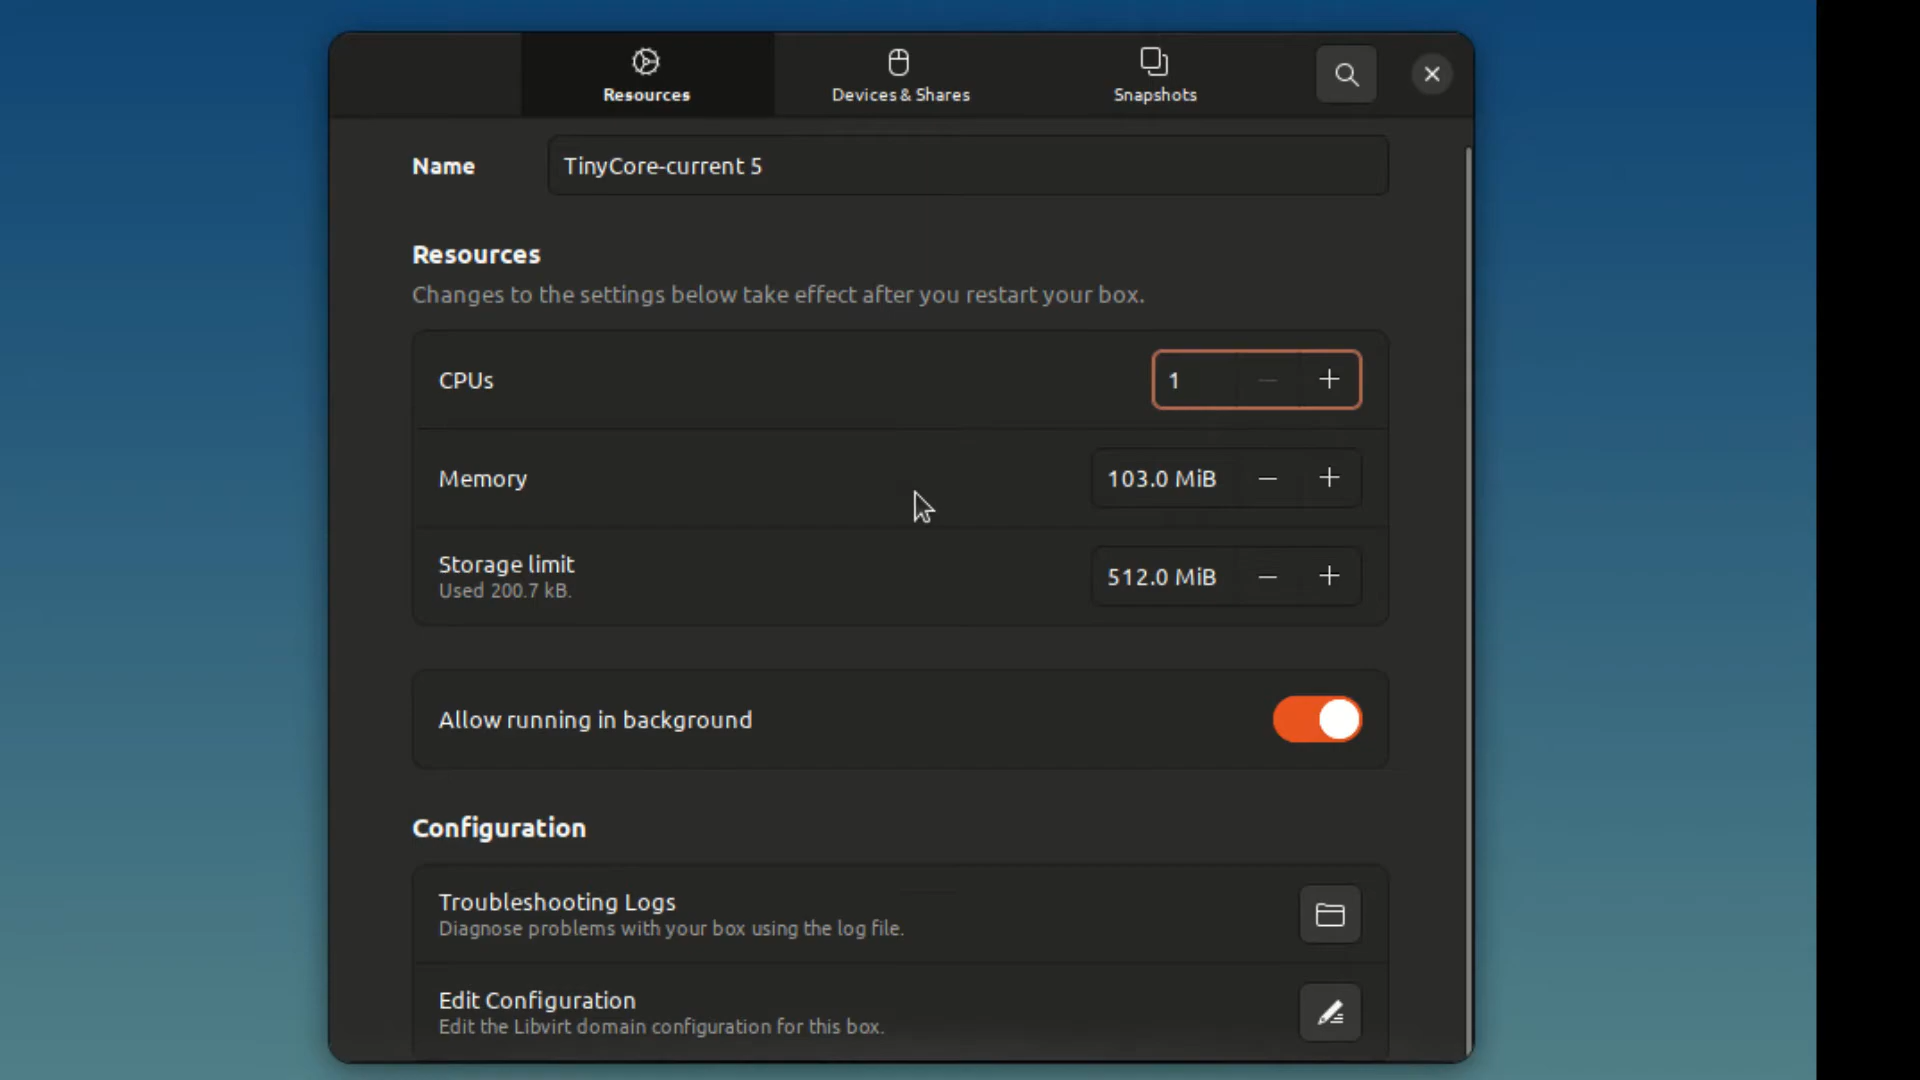 Resources
Devices & Shares
Snapshots
Name
TinyCore-current 5
Resources
Changes to the settings below take effect after you restart your box.
CPUs
1
Memory
103.0 MiB
Storage limit
Used 200.7 kB.
512.0 MiB
Allow running in background
Configuration
Troubleshooting Logs
Diagnose problems with your box using the log file.
Edit Configuration
Edit the Libvirt domain configuration for this box.